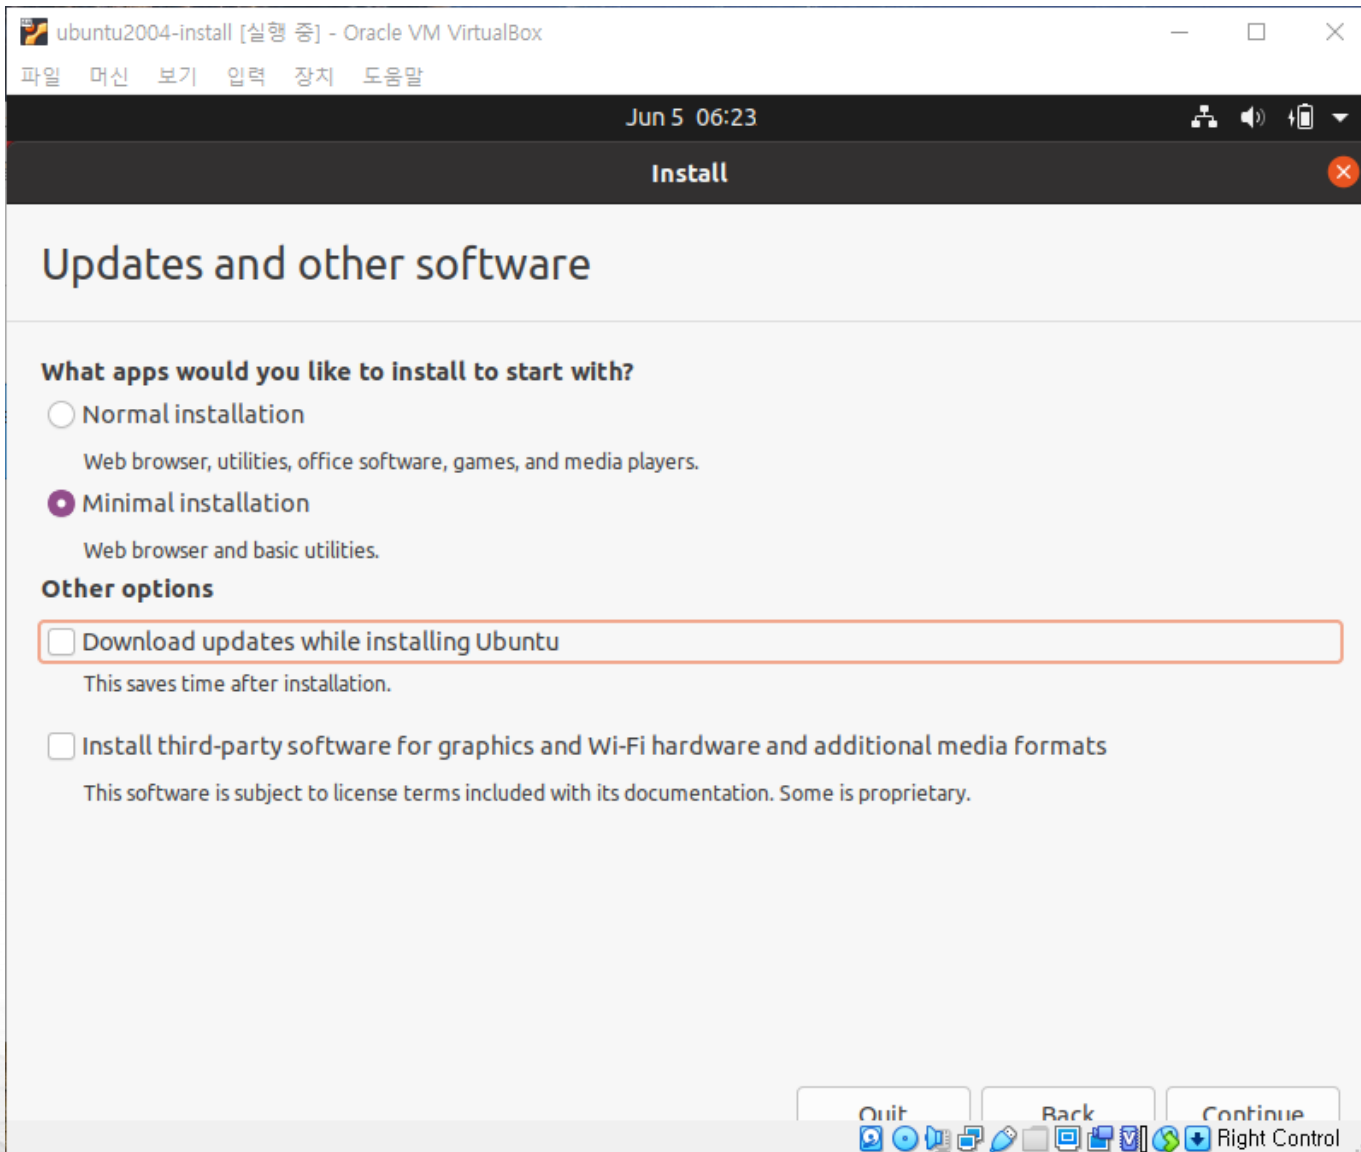 ubuntu2004-install [실행 중] - Oracle VM VirtualBox
파일 머신 보기 입력 장치 도움말
Jun 5 06:23
Install
Updates and other software
What apps would you like to install to start with?
Normal installation
Web browser, utilities, office software, games, and media players.
Minimal installation
Web browser and basic utilities.
Other options
Download updates while installing Ubuntu
This saves time after installation.
Install third-party software for graphics and Wi-Fi hardware and additional media formats
This software is subject to license terms included with its documentation. Some is proprietary.
Quit Back Continue
Right Control